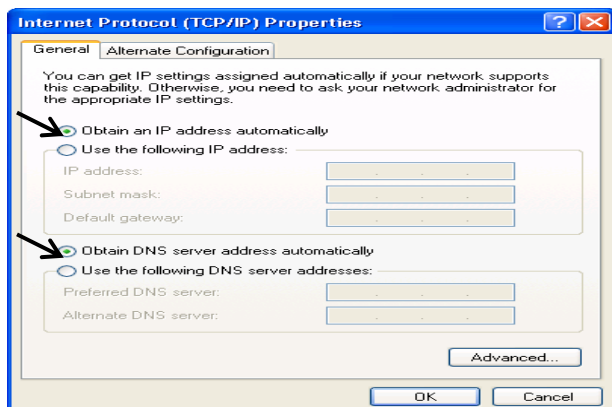 Internet Protocol (TCP/IP) Properties
General Alternate Configuration
You can get IP settings assigned automatically if your network supports
this capability. Otherwise, you need to ask your network administrator for
the appropriate IP settings.
Obtain an IP address automatically
Use the following IP address:
IP address:
Subnet mask:
Default gateway:
Obtain DNS server address automatically
Use the following DNS server addresses:
Preferred DNS server:
Alternate DNS server:
Advanced...
OK Cancel